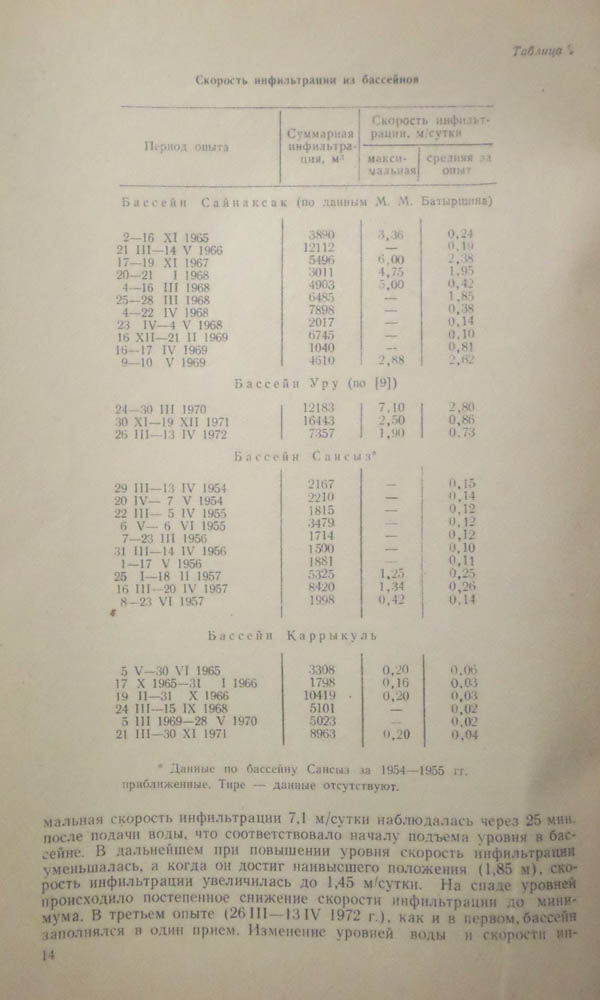 Таблица
Скорость инфильтрации из бассейнов
Период опыта | Суммарная инфильтра-ция, м³ | Скорость инфильт-рации, м/сутки
макси-мальная | средняя за опыт
Бассейн Сайнаксак (по данным М. М. Батыршина)
2—16 XI 1965 3890 3,36 0,24
21 III—14 V 1966 12112 — 0,19
17—19 XI 1967 5496 6,00 2,38
20—21 I 1968 3011 4,75 1,95
4—16 III 1968 4903 5,00 0,42
25—28 III 1968 6485 — 1,85
4—22 IV 1968 7898 — 0,38
23 IV—4 V 1968 2017 — 0,14
16 XII—21 II 1969 6745 — 0,10
16—17 IV 1969 1040 — 0,81
9—10 V 1969 4610 2,88 2,62
Бассейн Уру (по [9])
24—30 III 1970 12183 7,10 2,80
30 XI—19 XII 1971 16443 2,50 0,86
26 III—13 IV 1972 7357 1,90 0,73
Бассейн Сансыз*
29 III—13 IV 1954 2167 — 0,15
20 IV— 7 V 1954 2210 — 0,14
22 III— 5 IV 1955 1815 — 0,12
6 V— 6 VI 1955 3479 — 0,12
7—23 III 1956 1714 — 0,12
31 III—14 IV 1956 1500 — 0,10
1—17 V 1956 1881 — 0,11
25 I—18 II 1957 5325 1,25 0,25
16 III—20 IV 1957 8420 1,34 0,26
8—23 VI 1957 1998 0,42 0,14
Бассейн Каррыкуль
5 V—30 VI 1965 3308 0,20 0,06
17 X 1965—31 I 1966 1798 0,16 0,03
19 II—31 X 1966 10419 0,20 0,03
24 III—15 IX 1968 5101 — 0,02
5 III 1969—28 V 1970 5023 — 0,02
21 III—30 XI 1971 8963 0,20 0,04
* Данные по бассейну Сансыз за 1954—1955 гг.
приближенные. Тире — данные отсутствуют.
мальная скорость инфильтрации 7,1 м/сутки наблюдалась через 25 мин.
после подачи воды, что соответствовало началу подъема уровня в бас-
сейне. В дальнейшем при повышении уровня скорость инфильтрации
уменьшалась, а когда он достиг наивысшего положения (1,85 м), ско-
рость инфильтрации увеличилась до 1,45 м/сутки. На спаде уровней
происходило постепенное снижение скорости инфильтрации до мини-
мума. В третьем опыте (26 III—13 IV 1972 г.), как и в первом, бассейн
заполнялся в один прием. Изменение уровней воды и скорости ин-
14